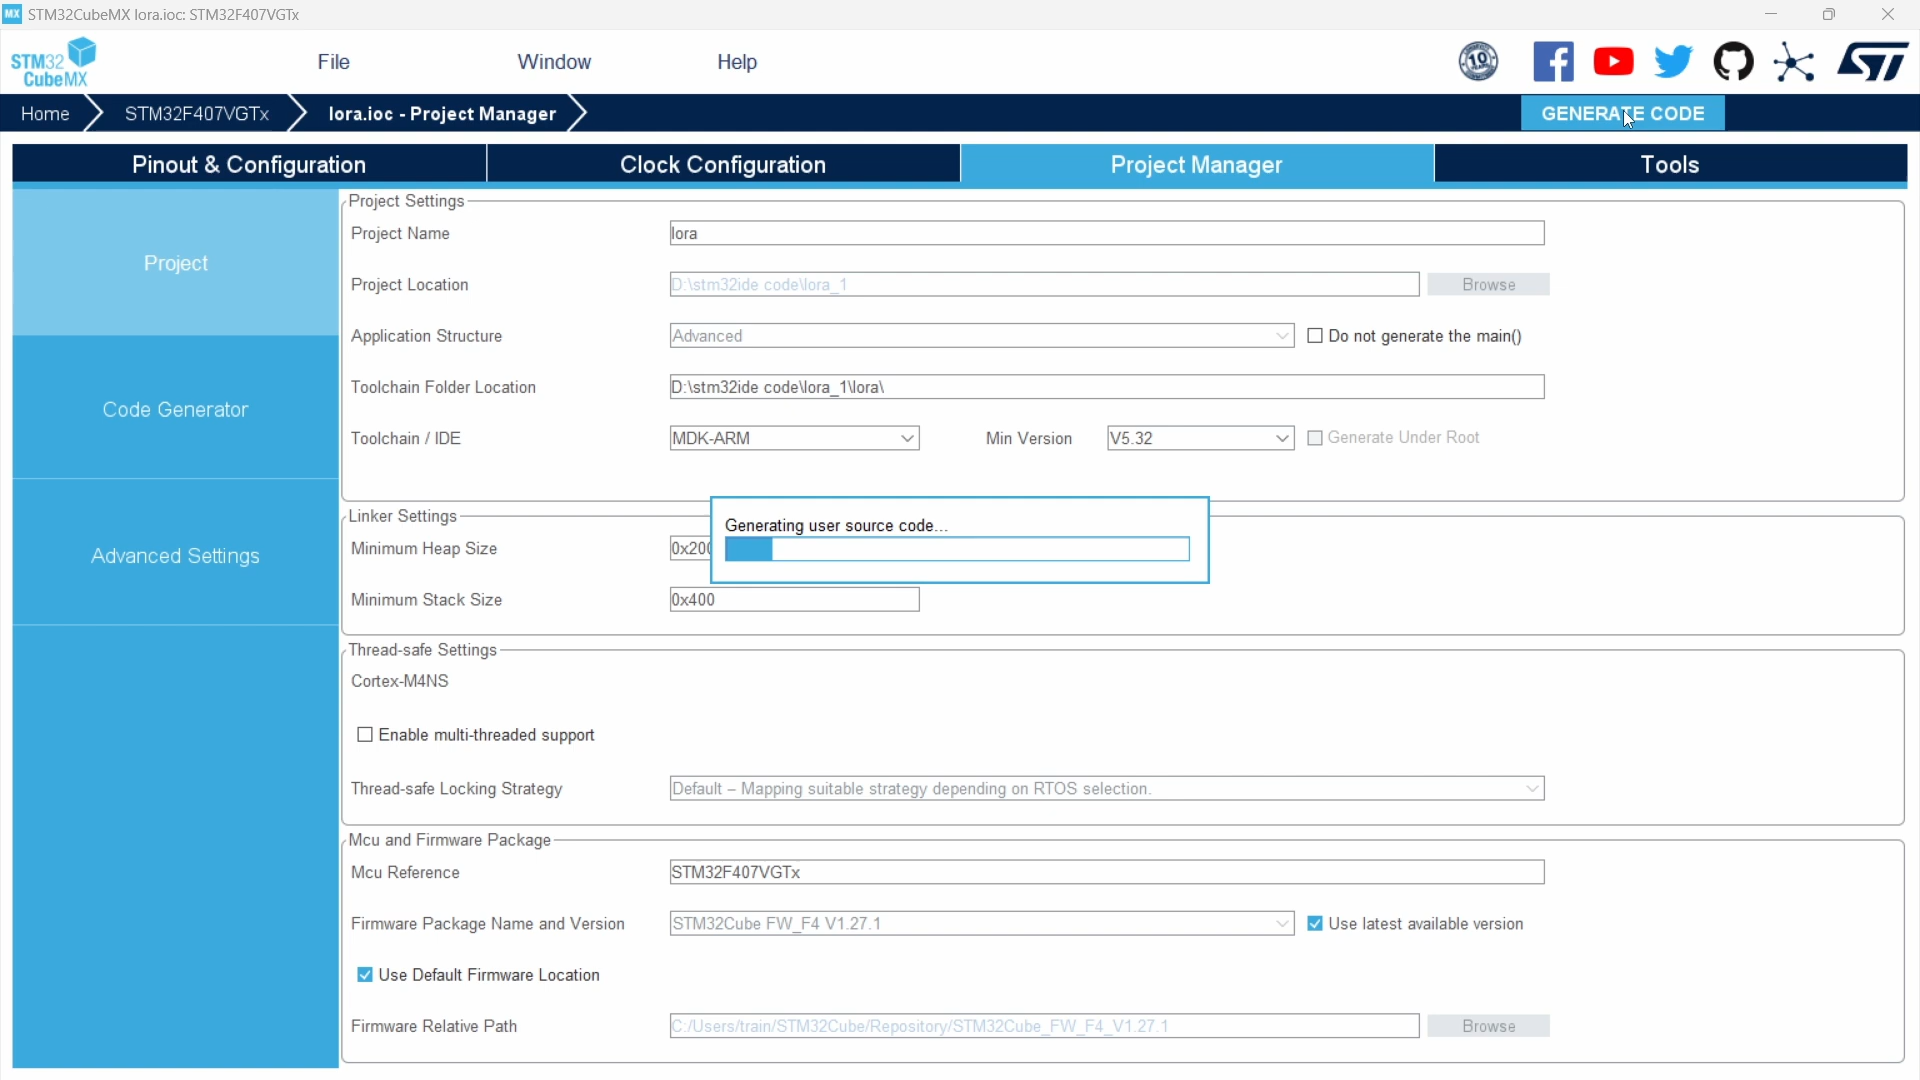 MX STM32CubeMX lora.ioc: STM32F407VGTx
STM32 CubeMX File Window Help 10 ST
Home STM32F407VGTx lora.ioc - Project Manager GENERATE CODE
Pinout & Configuration Clock Configuration Project Manager Tools
Project
Code Generator
Advanced Settings
Project Settings
Project Name lora
Project Location D:\stm32ide code\lora_1 Browse
Application Structure Advanced Do not generate the main()
Toolchain Folder Location D:\stm32ide code\lora_1\lora\
Toolchain / IDE MDK-ARM Min Version V5.32 Generate Under Root
Linker Settings
Generating user source code...
Minimum Heap Size
Minimum Stack Size 0x400
Thread-safe Settings
Cortex-M4NS
Enable multi-threaded support
Thread-safe Locking Strategy Default – Mapping suitable strategy depending on RTOS selection.
Mcu and Firmware Package
Mcu Reference STM32F407VGTx
Firmware Package Name and Version STM32Cube FW_F4 V1.27.1 Use latest available version
Use Default Firmware Location
Firmware Relative Path C:/Users/train/STM32Cube/Repository/STM32Cube_FW_F4_V1.27.1 Browse